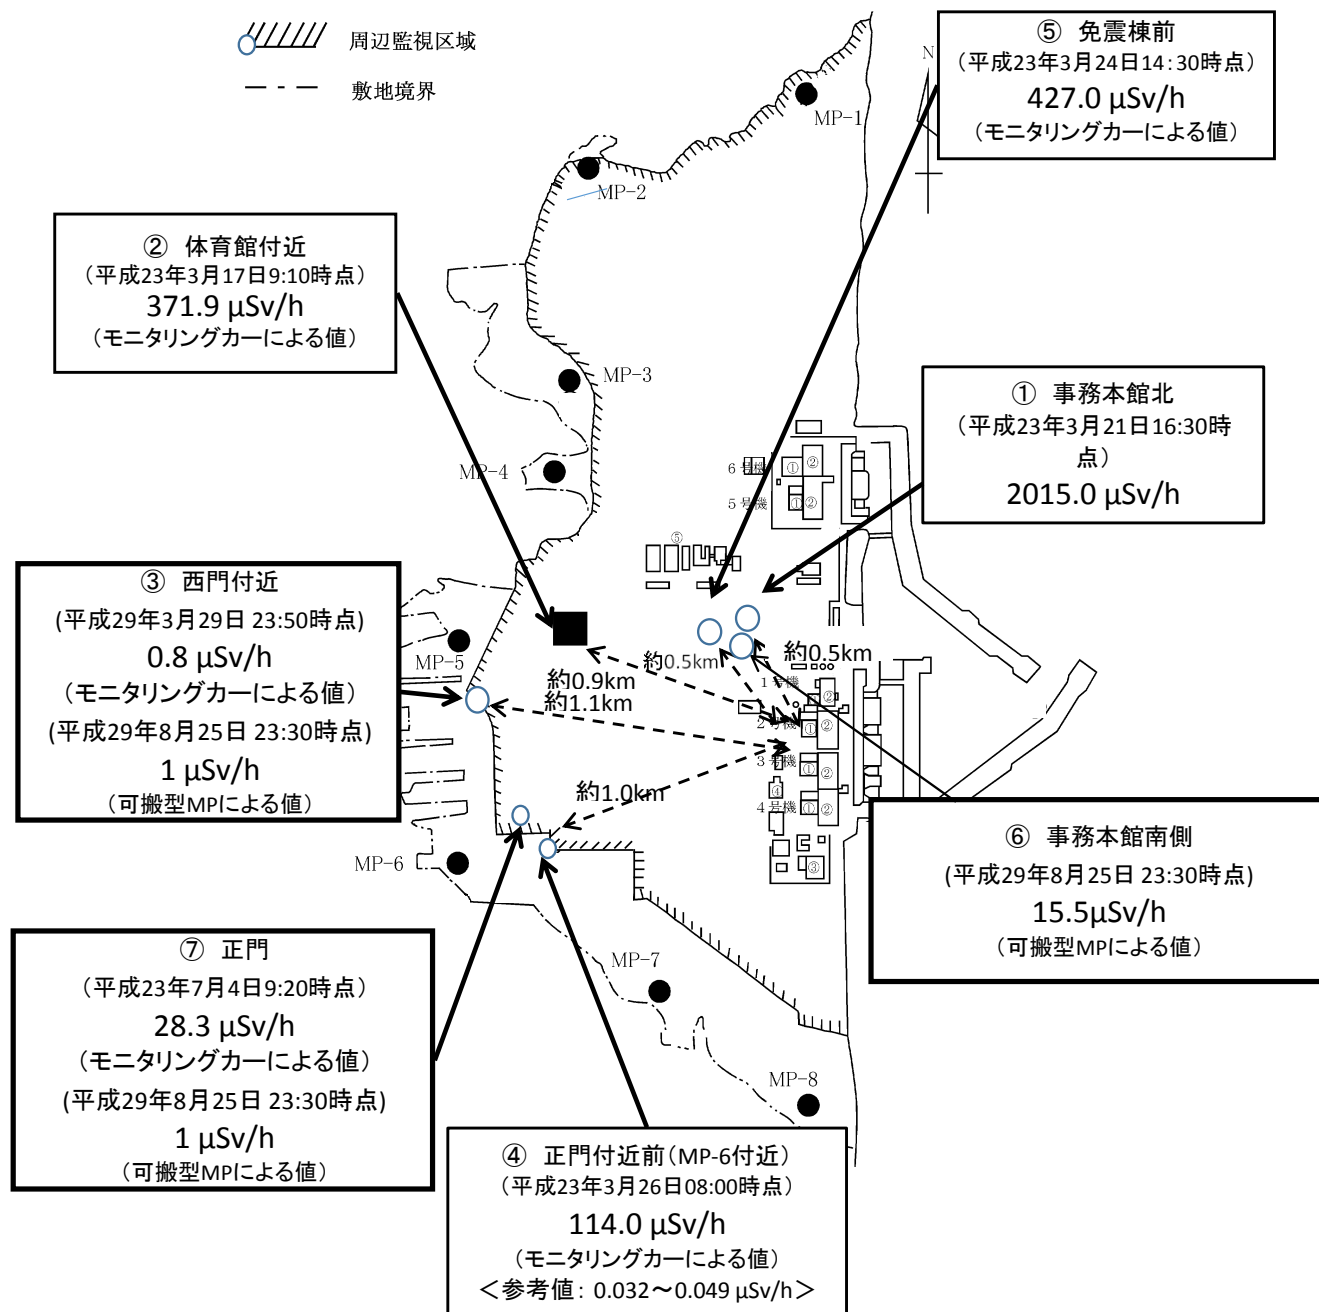 周辺監視区域
敷地境界
⑤ 免震棟前
(平成23年3月24日14:30時点)
427.0 μSv/h
(モニタリングカーによる値)
N
MP-1
MP-2
② 体育館付近
(平成23年3月17日9:10時点)
371.9 μSv/h
(モニタリングカーによる値)
MP-3
① 事務本館北
(平成23年3月21日16:30時
点)
2015.0 μSv/h
MP-4
6号機
① ②
5号機
① ②
⑤
③ 西門付近
(平成29年3月29日 23:50時点)
0.8 μSv/h
(モニタリングカーによる値)
(平成29年8月25日 23:30時点)
1 μSv/h
(可搬型MPによる値)
MP-5
約0.5km
約0.5km
約0.9km
約1.1km
1号機
②
2号機
① ②
3号機
① ②
約1.0km
④
4号機
① ②
③
MP-6
⑥ 事務本館南側
(平成29年8月25日 23:30時点)
15.5μSv/h
(可搬型MPによる値)
⑦ 正門
(平成23年7月4日9:20時点)
28.3 μSv/h
(モニタリングカーによる値)
(平成29年8月25日 23:30時点)
1 μSv/h
(可搬型MPによる値)
MP-7
MP-8
④ 正門付近前(MP-6付近)
(平成23年3月26日08:00時点)
114.0 μSv/h
(モニタリングカーによる値)
＜参考値: 0.032～0.049 μSv/h＞